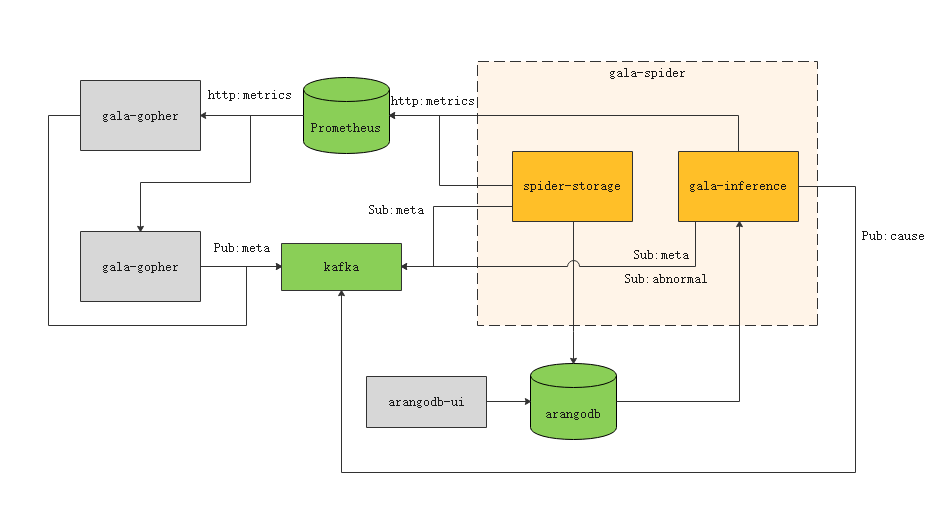 gala-spider
http:metrics
http:metrics
gala-gopher
Prometheus
spider-storage
gala-inference
Sub:meta
Pub:cause
Pub:meta
gala-gopher
kafka
Sub:meta
Sub:abnormal
arangodb-ui
arangodb